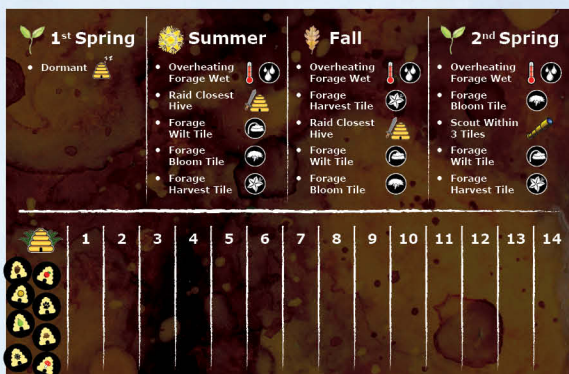 1st Spring
• Dormant
Summer
• Overheating
Forage Wet
• Raid Closest
Hive
• Forage
Wilt Tile
• Forage
Bloom Tile
• Forage
Harvest Tile
Fall
• Overheating
Forage Wet
• Forage
Harvest Tile
• Raid Closest
Hive
• Forage
Wilt Tile
• Forage
Bloom Tile
2nd Spring
• Overheating
Forage Wet
• Forage
Bloom Tile
• Scout Within
3 Tiles
• Forage
Wilt Tile
• Forage
Harvest Tile
1 2 3 4 5 6 7 8 9 10 11 12 13 14